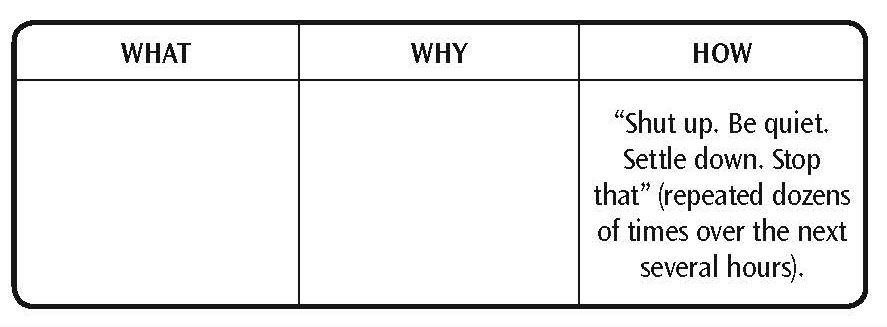 WHAT WHY HOW
“Shut up. Be quiet.
Settle down. Stop
that” (repeated dozens
of times over the next
several hours).